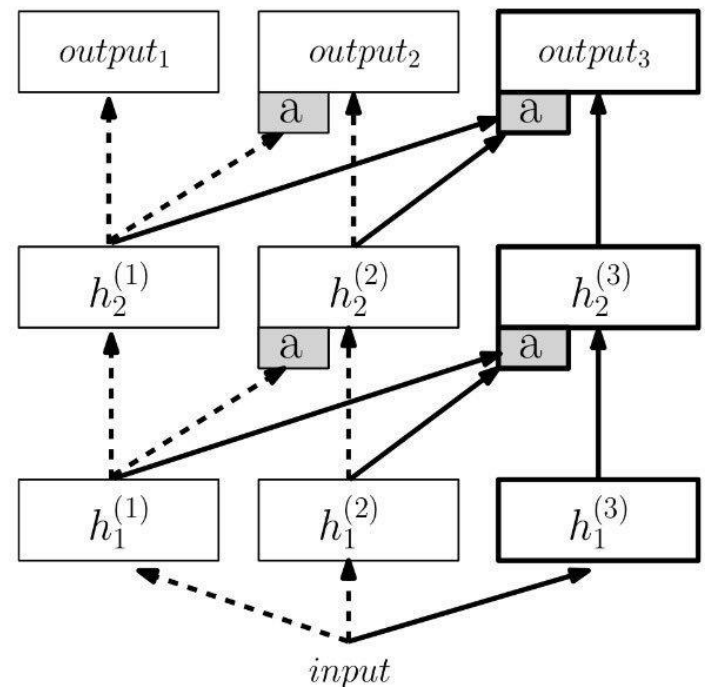 output₁ output₂ output₃
a a
h₂⁽¹⁾ h₂⁽²⁾ h₂⁽³⁾
a a
h₁⁽¹⁾ h₁⁽²⁾ h₁⁽³⁾
input